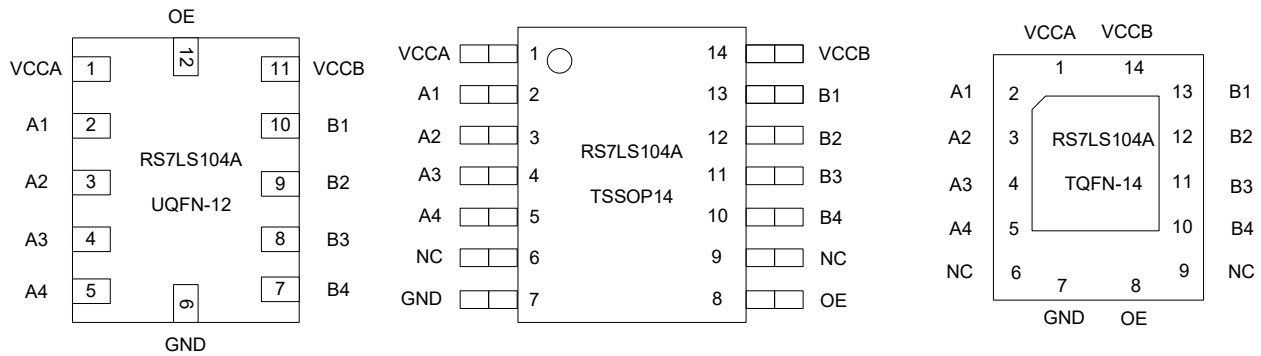 OE
12
VCCA 1 11 VCCB
A1 2 10 B1
A2 3 9 B2
A3 4 8 B3
A4 5 7 B4
6
GND
RS7LS104A
UQFN-12
VCCA 1 14 VCCB
A1 2 13 B1
A2 3 12 B2
A3 4 11 B3
A4 5 10 B4
NC 6 9 NC
GND 7 8 OE
RS7LS104A
TSSOP14
VCCA VCCB
1 14
A1 2 13 B1
A2 3 12 B2
A3 4 11 B3
A4 5 10 B4
NC 6 9 NC
7 8
GND OE
RS7LS104A
TQFN-14